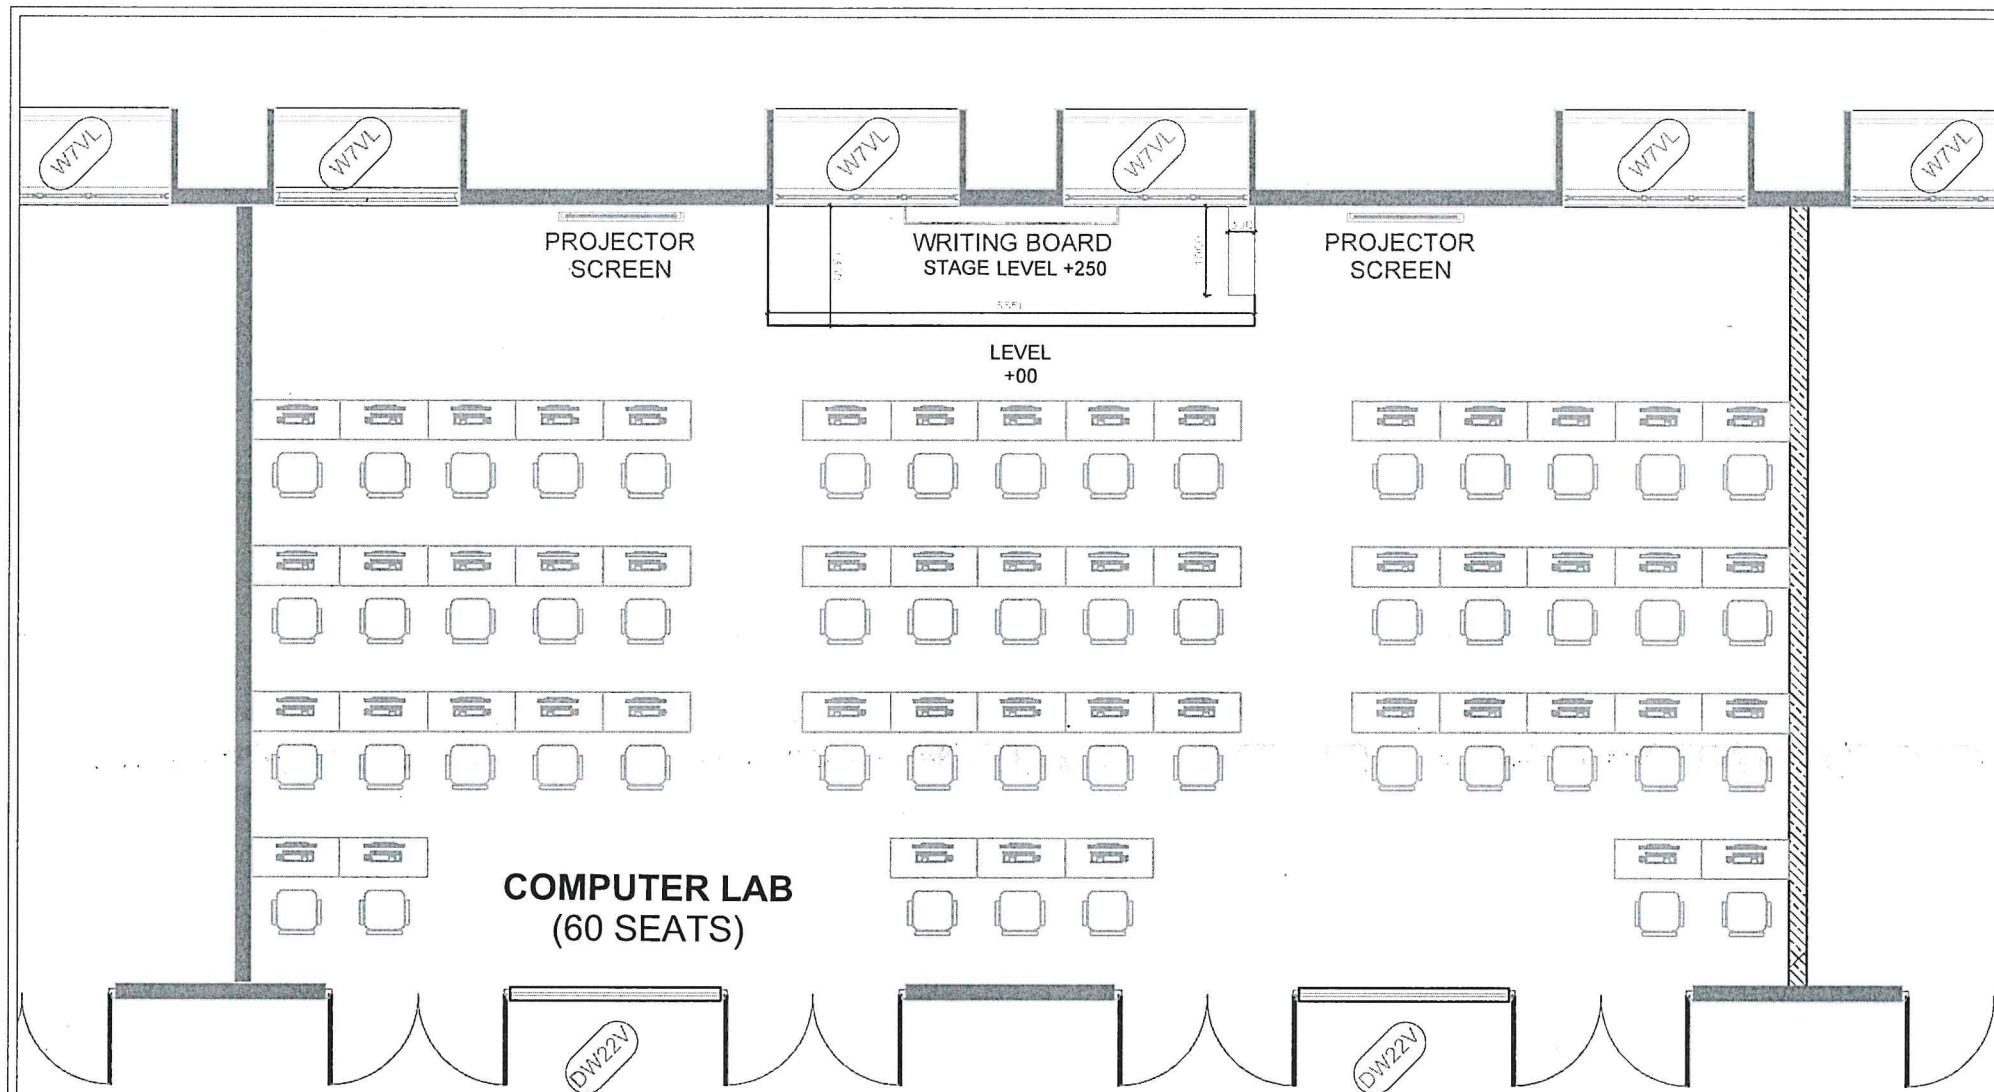 W7VL
W7VL
W7VL
W7VL
W7VL
W7VL
PROJECTOR
SCREEN
WRITING BOARD
STAGE LEVEL +250
PROJECTOR
SCREEN
LEVEL
+00
COMPUTER LAB
(60 SEATS)
DW22V
DW22V